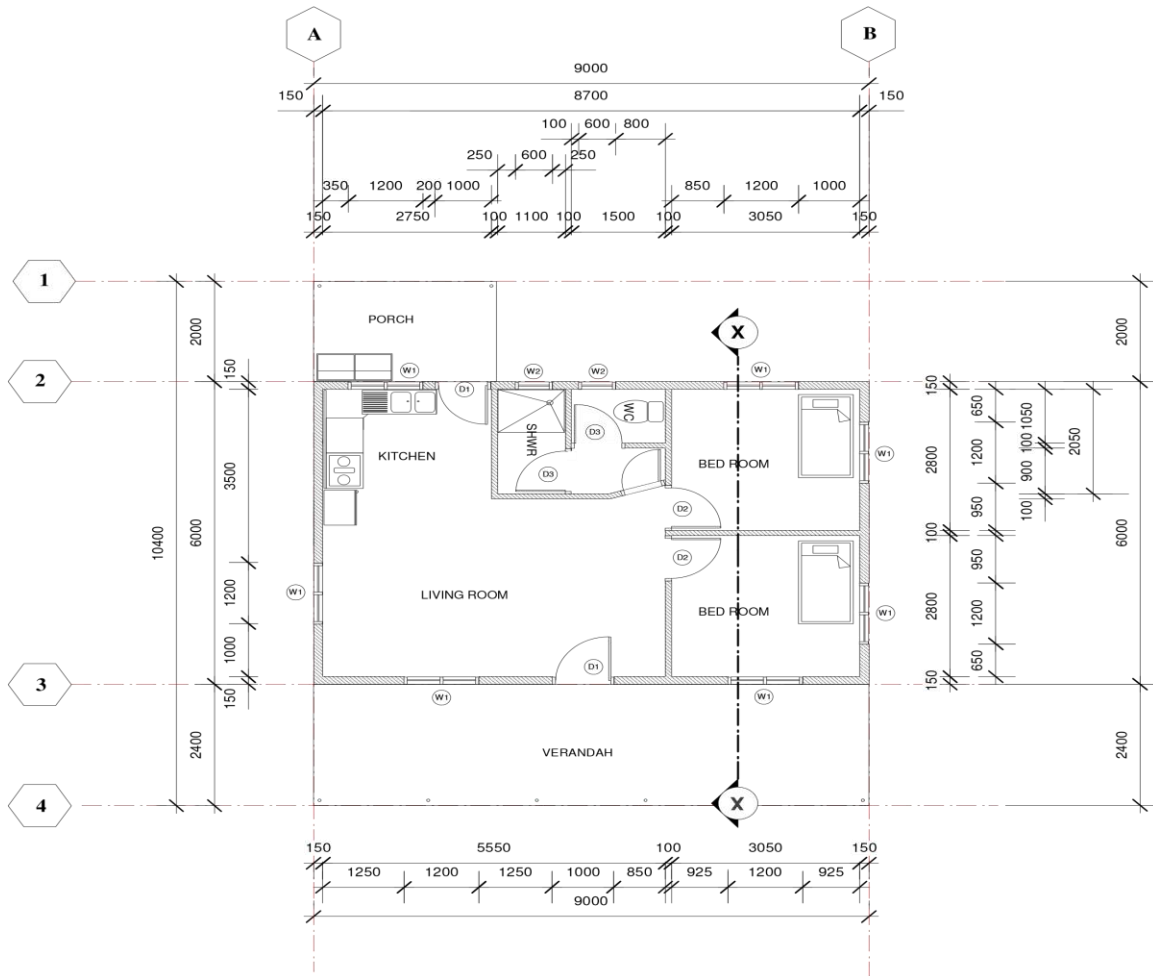 A B
9000
150 8700 150
100 600 800
250 600 250
350 1200 200 1000 850 1200 1000
150 2750 100 1100 100 1500 100 3050 150
1
PORCH
2000 2000
2
W1 D1 W2 W2 W1
150 150
SHWR
WC
D3
D3
KITCHEN
BED ROOM
W1
D2
D2
3500
10400
6000
1200
1000
150
W1
LIVING ROOM
BED ROOM
W1
D1
W1 W1
2800
100
2800
150
650
1200
950
950
1200
650
1050
100
900
100
2050
6000
3
2400 2400
VERANDAH
X
X
4
150 5550 100 3050 150
1250 1200 1250 1000 850 925 1200 925
9000